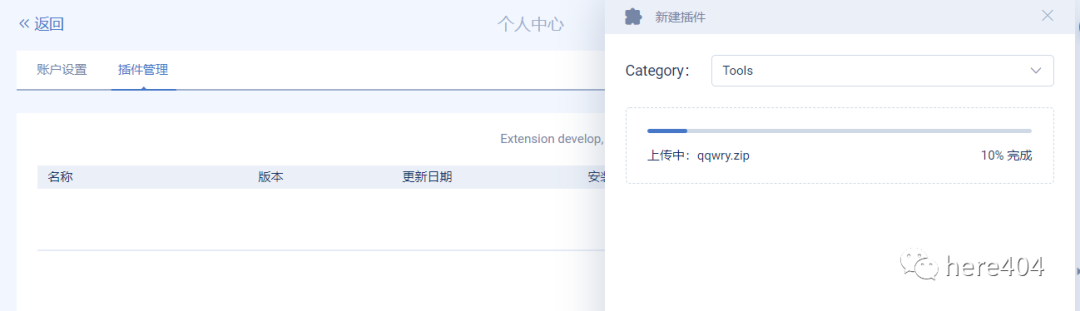 返回
个人中心
账户设置
插件管理
Extension develop,
名称
版本
更新日期
新建插件
Category:
Tools
上传中：qqwry.zip
10% 完成
here404